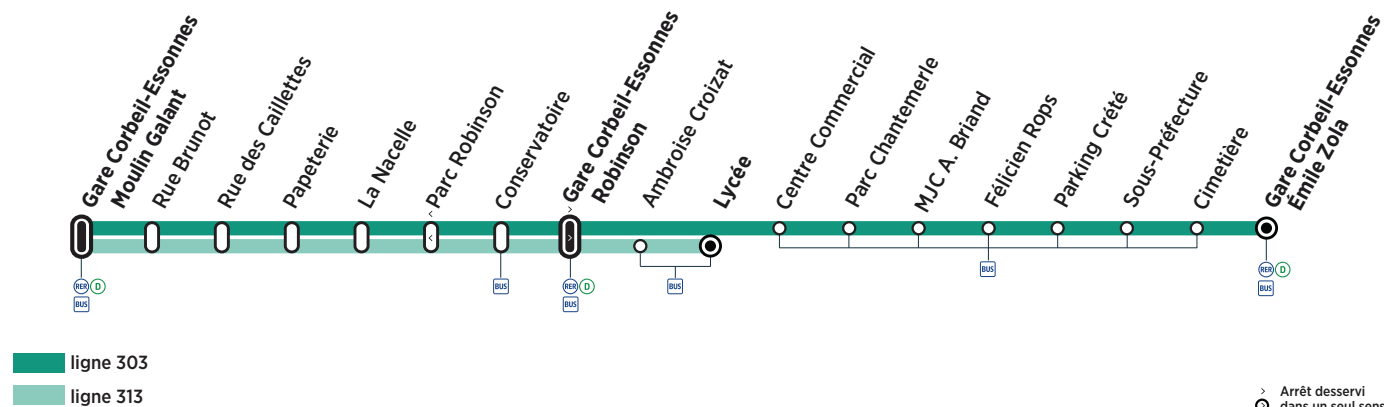 Gare Corbeil-Essonnes
Moulin Galant
Rue Brunot
Rue des Caillettes
Papeterie
La Nacelle
Parc Robinson
Conservatoire
Gare Corbeil-Essonnes
Robinson
Ambroise Croizat
Lycée
Centre Commercial
Parc Chantemerle
MJC A. Briand
Félicien Rops
Parking Crété
Sous-Préfecture
Cimetière
Gare Corbeil-Essonnes
Émile Zola
RER D
BUS
BUS
RER D
BUS
BUS
BUS
RER D
BUS
ligne 303
ligne 313
Arrêt desservi
dans un seul sens